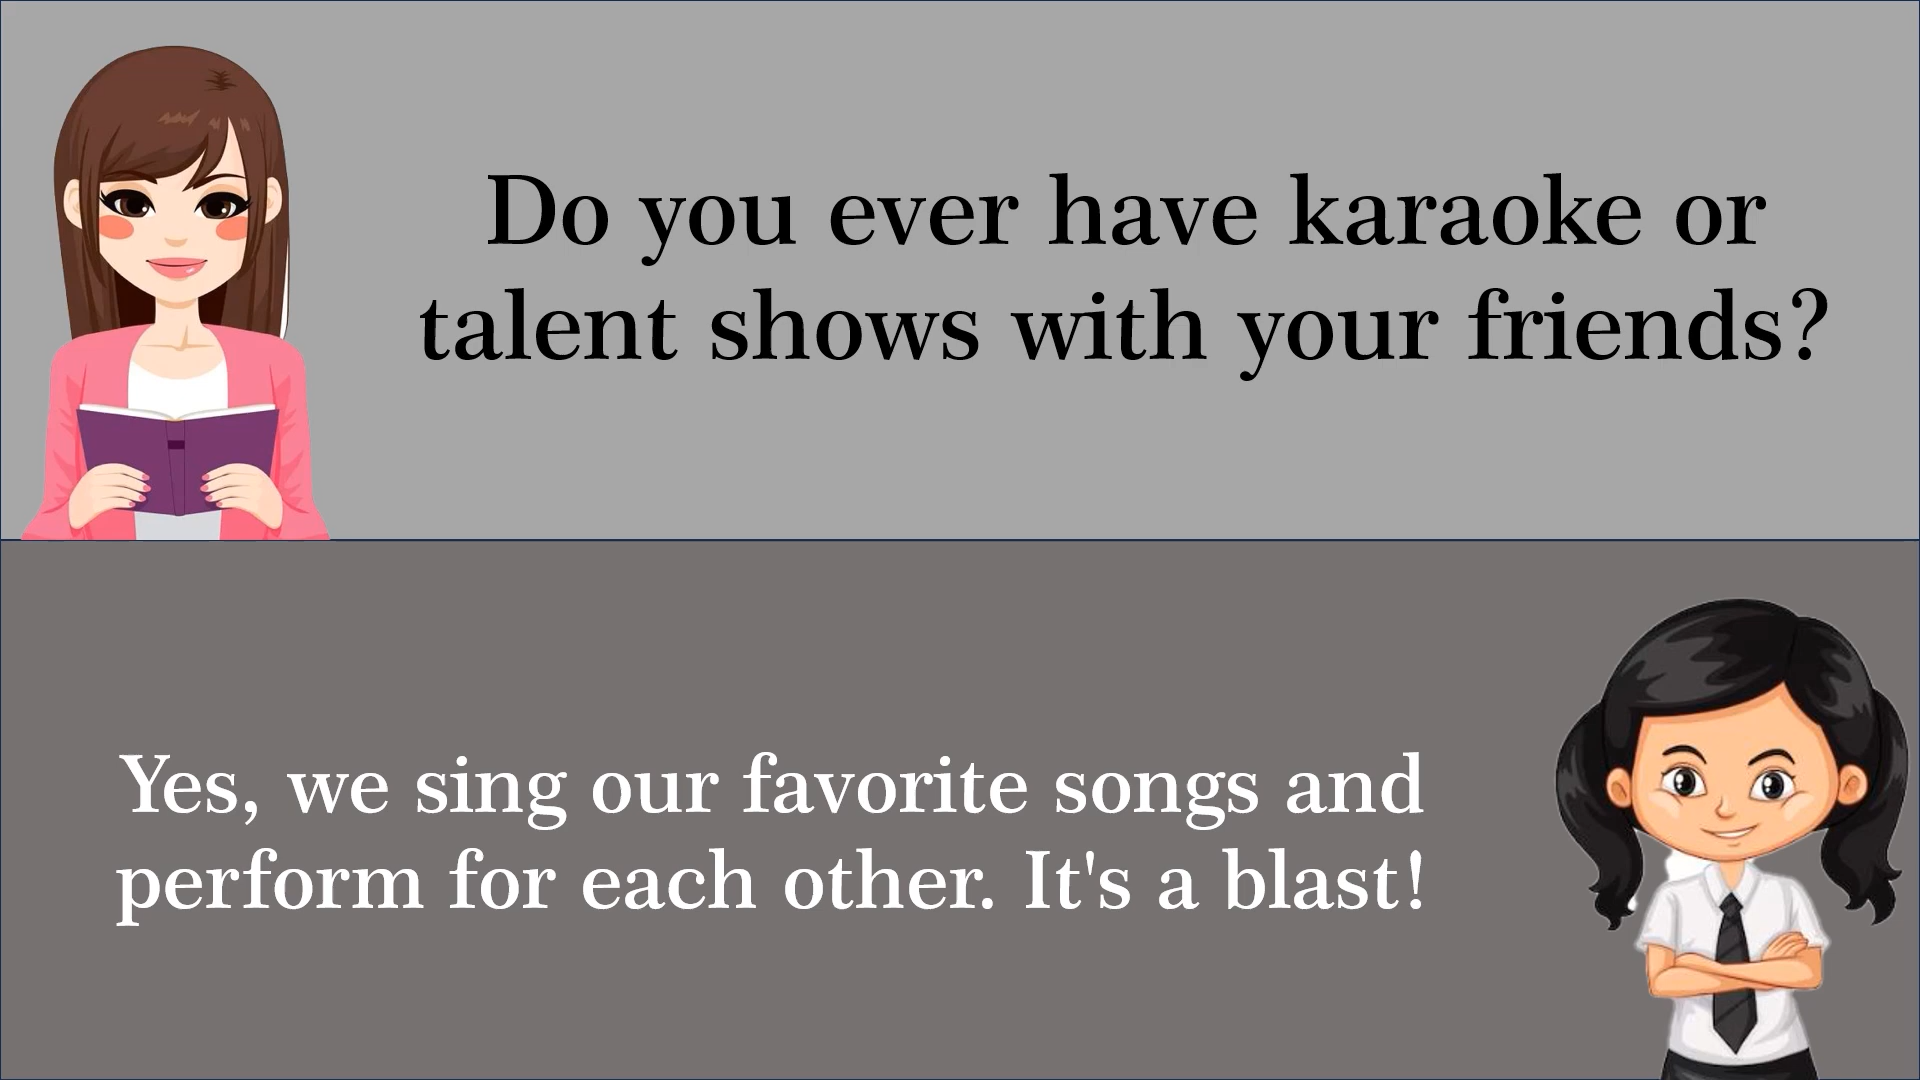 Do you ever have karaoke or
talent shows with your friends?
Yes, we sing our favorite songs and
perform for each other. It's a blast!